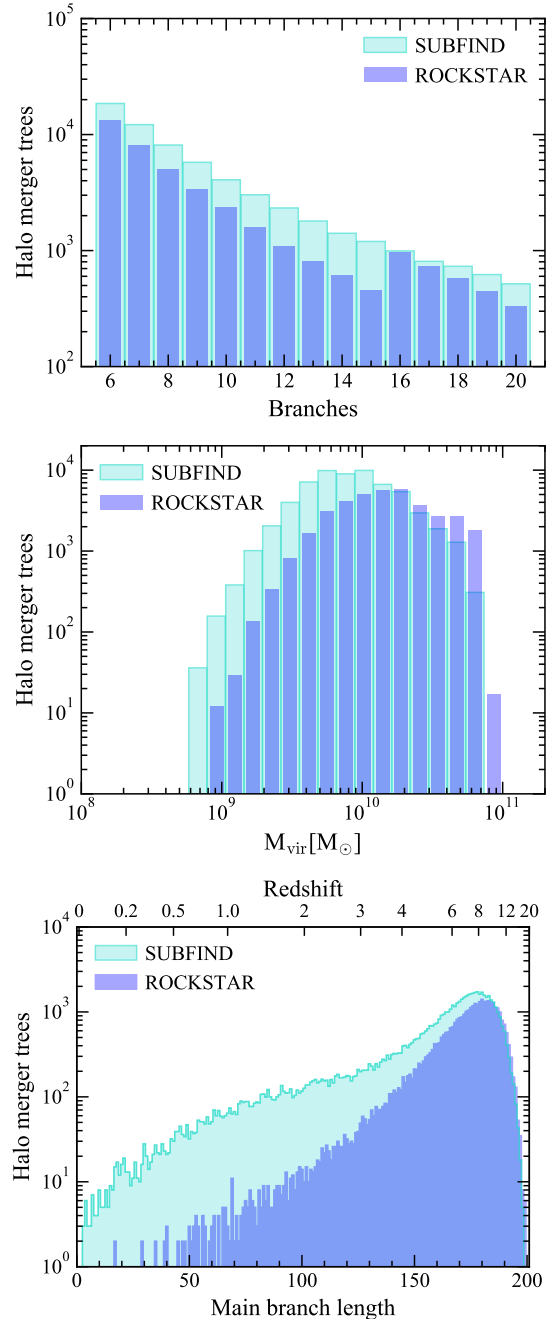 10^5
10^4
10^3
10^2
Halo merger trees
SUBFIND
ROCKSTAR
6 8 10 12 14 16 18 20
Branches
10^4
10^3
10^2
10^1
10^0
Halo merger trees
SUBFIND
ROCKSTAR
10^8 10^9 10^10 10^11
M_vir[M_⊙]
Redshift
0 0.2 0.5 1.0 2 3 4 6 8 12 20
10^4
10^3
10^2
10^1
10^0
Halo merger trees
SUBFIND
ROCKSTAR
0 50 100 150 200
Main branch length